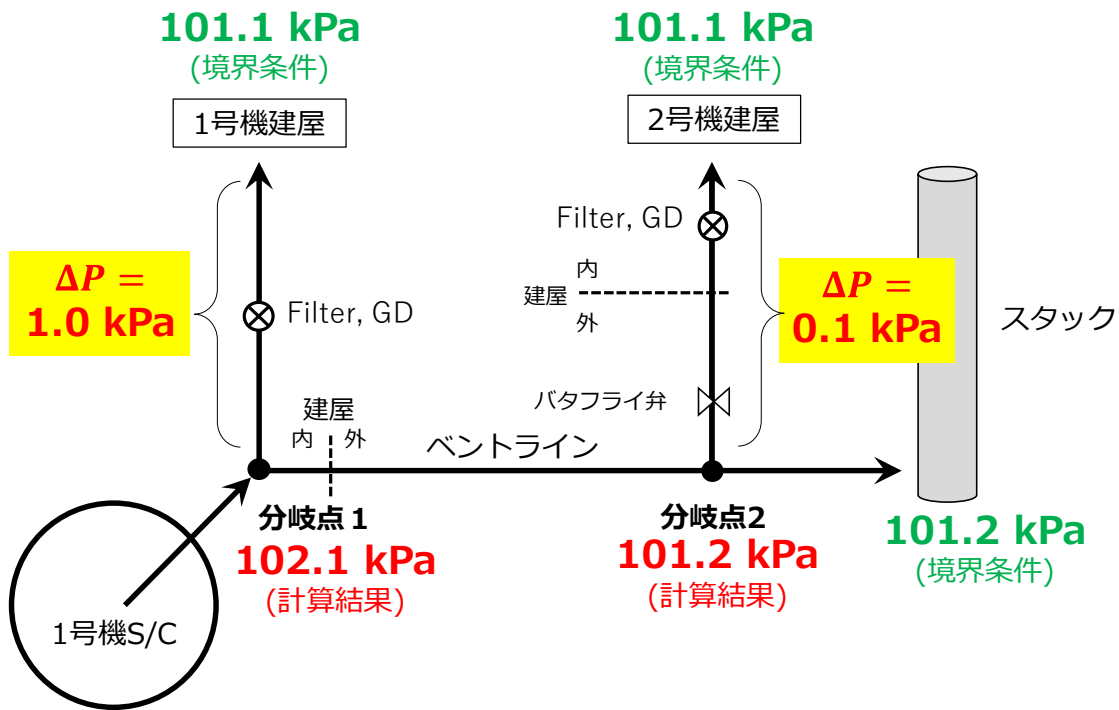 101.1 kPa
(境界条件)
1号機建屋
101.1 kPa
(境界条件)
2号機建屋
ΔP =
1.0 kPa
Filter, GD
Filter, GD
内
建屋
外
ΔP =
0.1 kPa
スタック
バタフライ弁
建屋
内 外
ベントライン
分岐点1
102.1 kPa
(計算結果)
分岐点2
101.2 kPa
(計算結果)
101.2 kPa
(境界条件)
1号機S/C